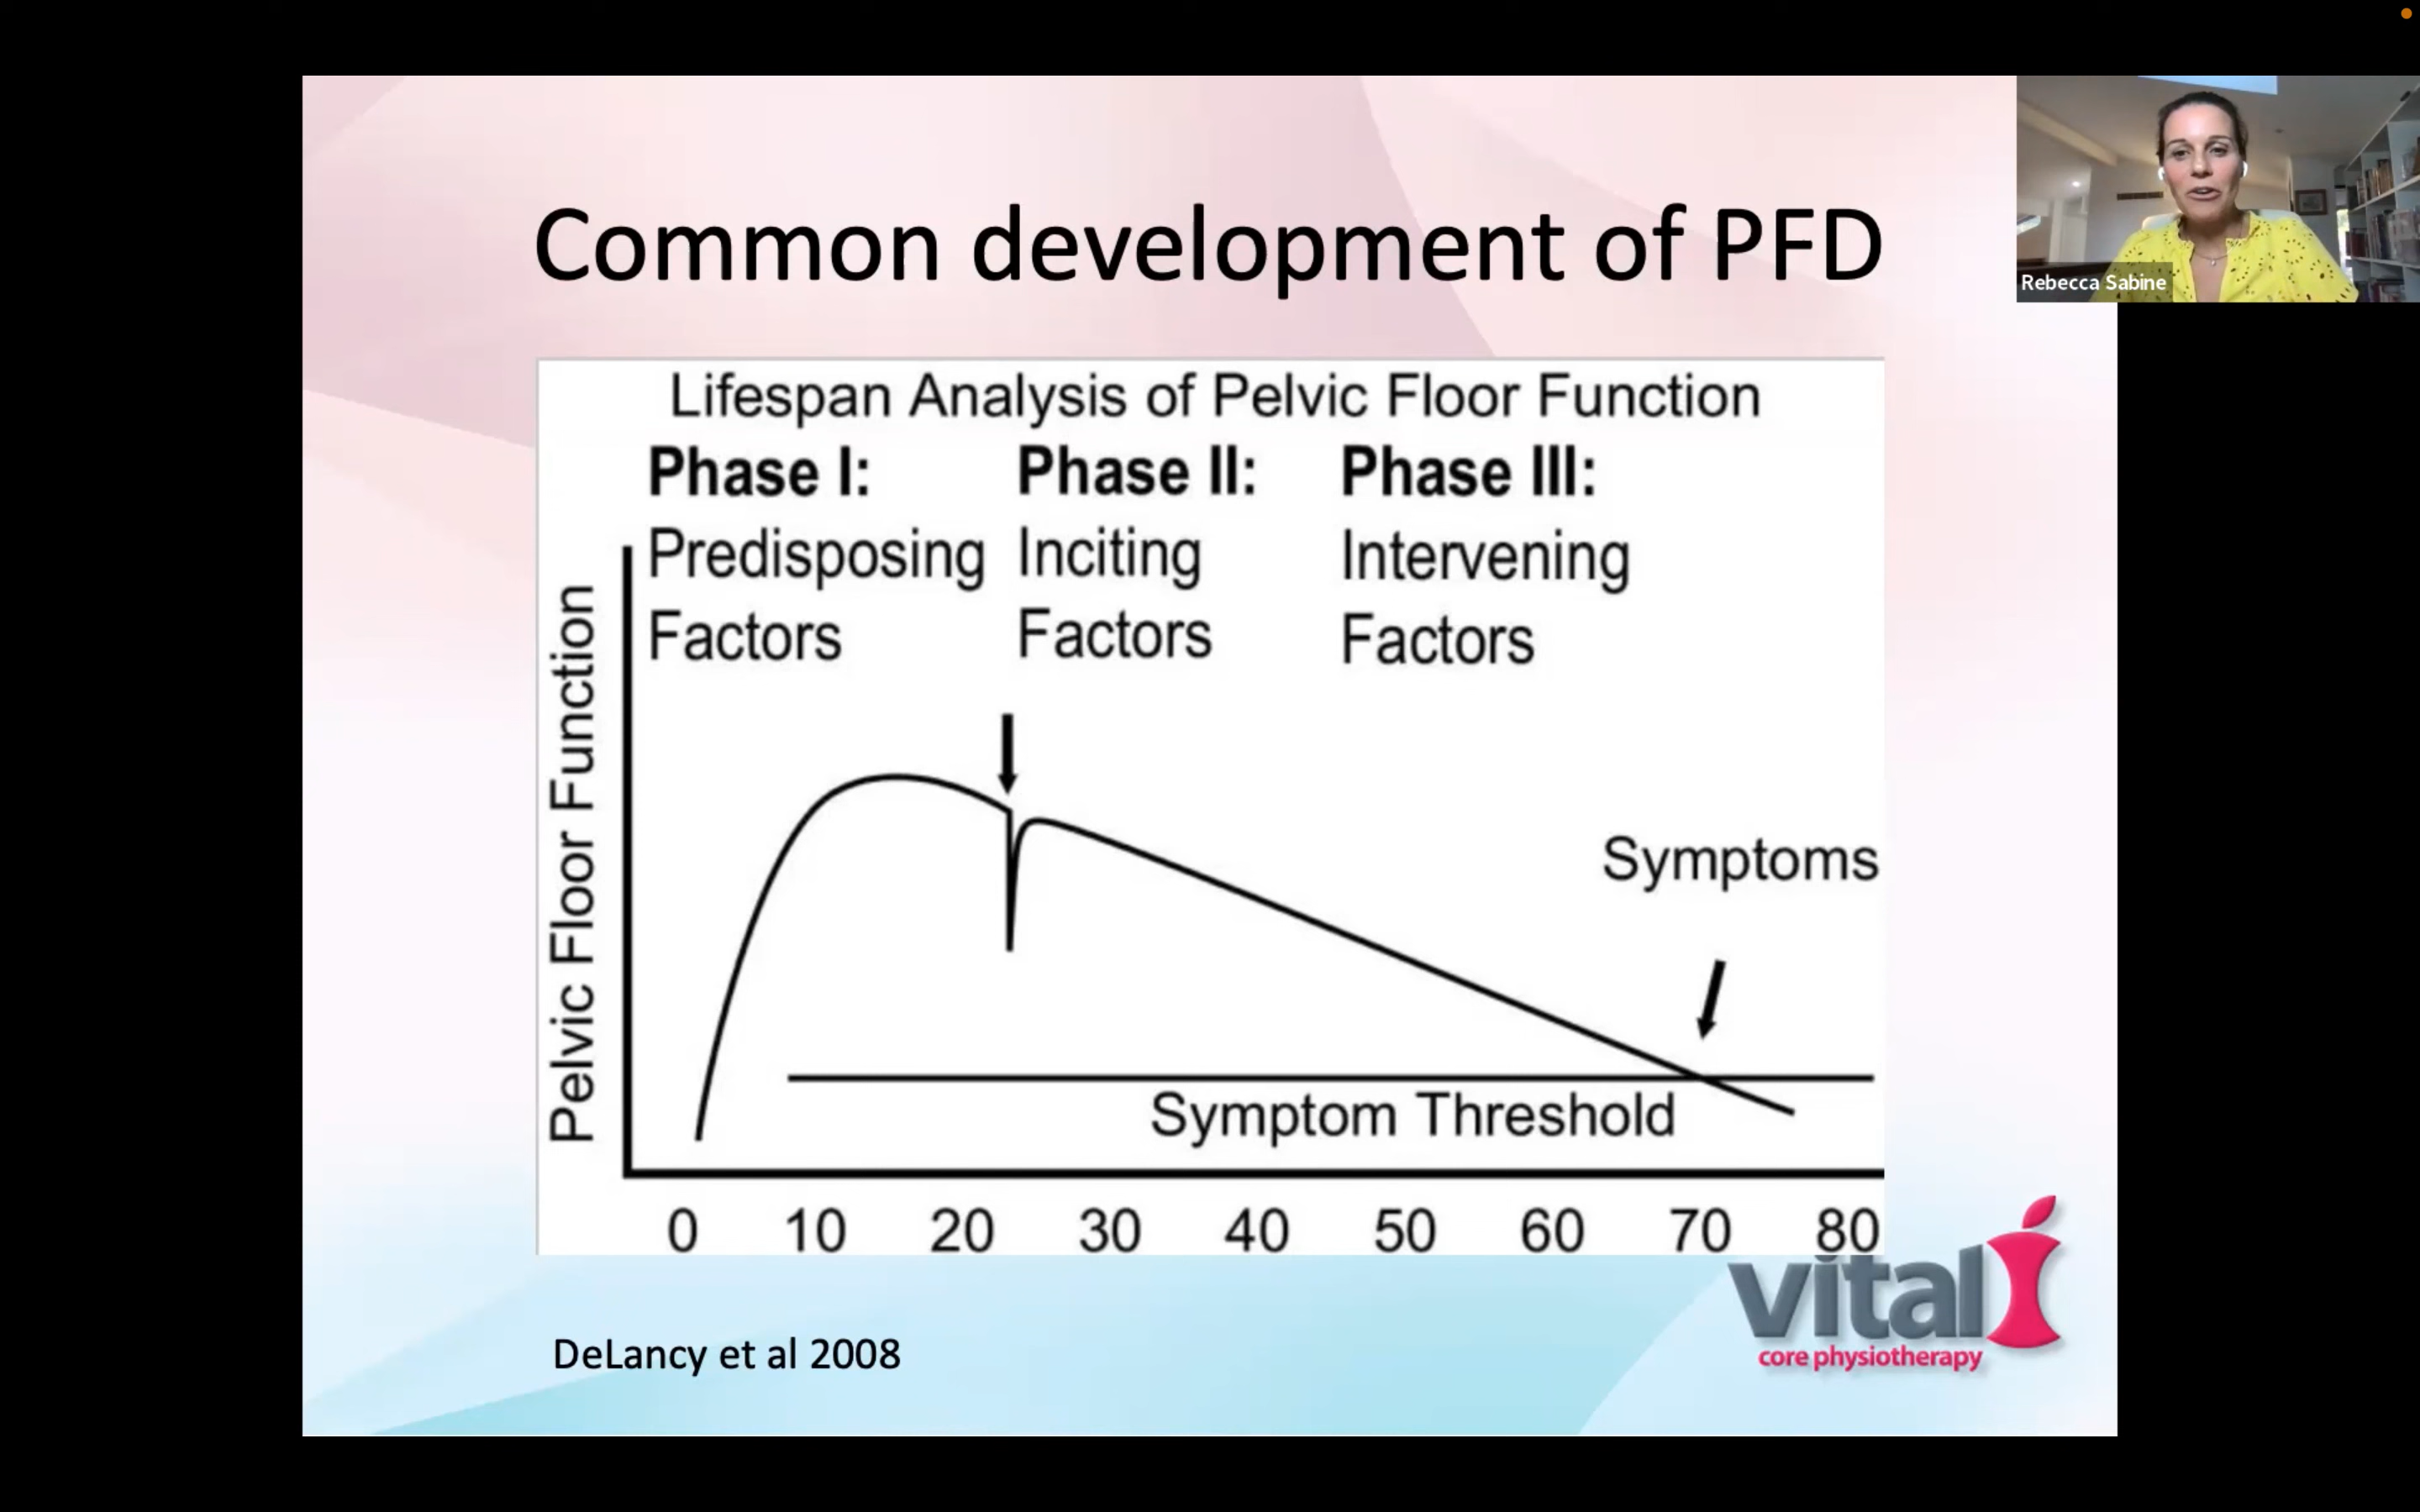 Common development of PFD
Rebecca Sabine
Lifespan Analysis of Pelvic Floor Function
Phase I:
Predisposing
Factors
Phase II:
Inciting
Factors
Phase III:
Intervening
Factors
Pelvic Floor Function
Symptoms
Symptom Threshold
0 10 20 30 40 50 60 70 80
DeLancy et al 2008
vital
core physiotherapy